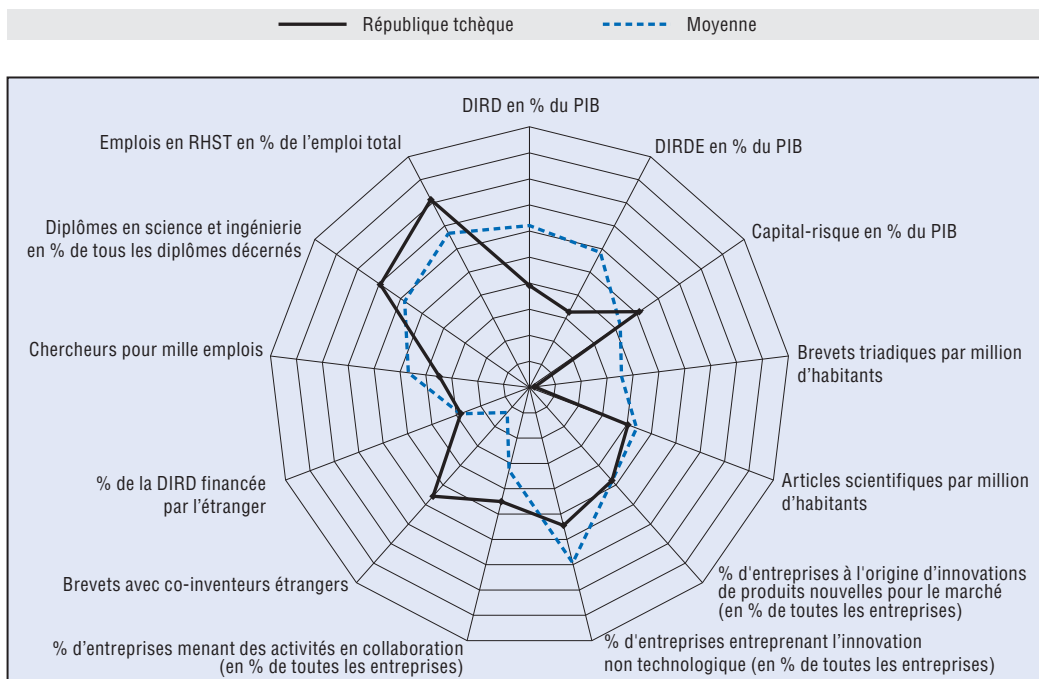 République tchèque
Moyenne
DIRD en % du PIB
DIRDE en % du PIB
Capital-risque en % du PIB
Brevets triadiques par million
d’habitants
Articles scientifiques par million
d’habitants
% d'entreprises à l'origine d’innovations
de produits nouvelles pour le marché
(en % de toutes les entreprises)
% d'entreprises entreprenant l’innovation
non technologique (en % de toutes les entreprises)
% d’entreprises menant des activités en collaboration
(en % de toutes les entreprises)
Brevets avec co-inventeurs étrangers
% de la DIRD financée
par l’étranger
Chercheurs pour mille emplois
Diplômes en science et ingénierie
en % de tous les diplômes décernés
Emplois en RHST en % de l’emploi total